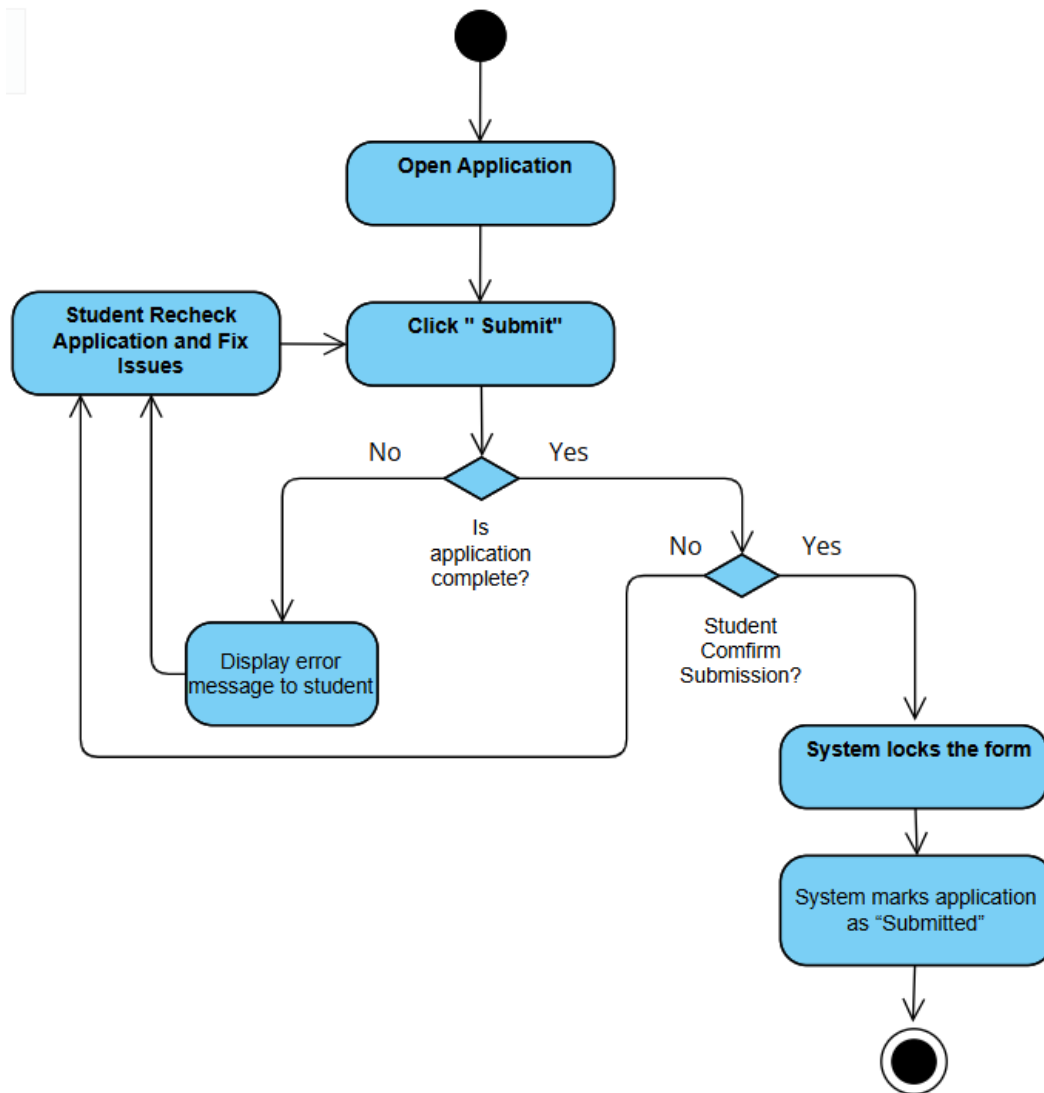 Open Application
Student Recheck
Application and Fix
Issues
Click " Submit"
No
Yes
Is
application
complete?
No
Yes
Student
Comfirm
Submission?
Display error
message to student
System locks the form
System marks application
as “Submitted”